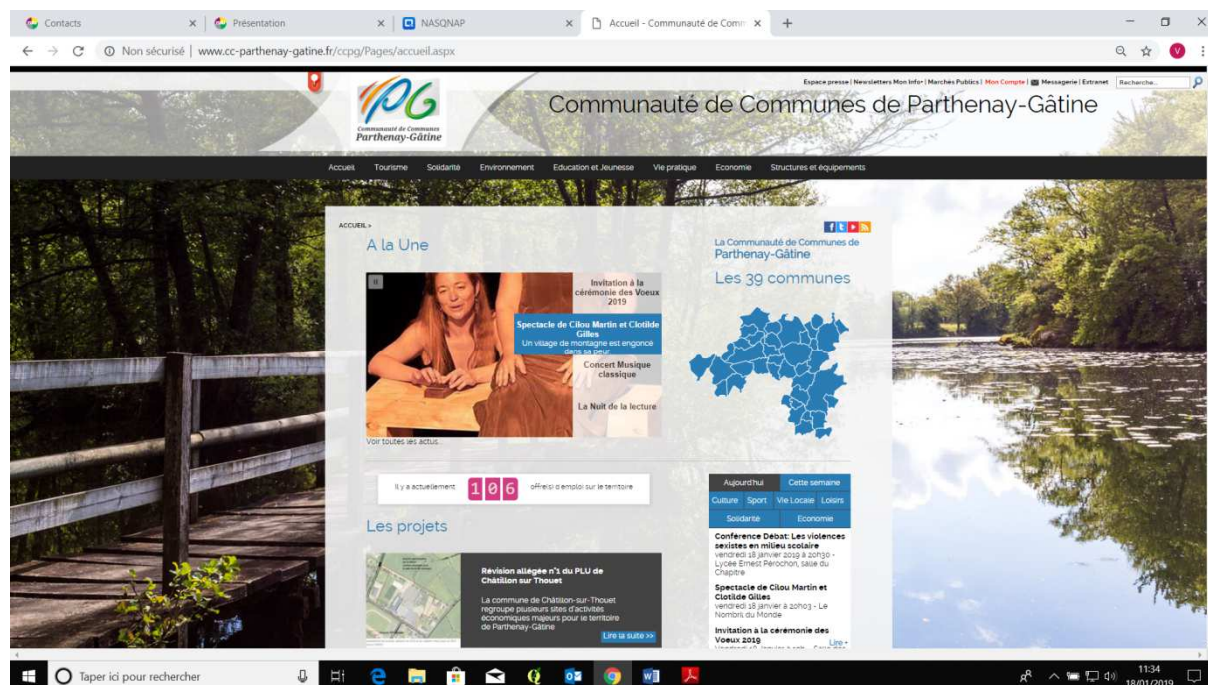 Contacts
Présentation
NASQNAP
Accueil - Communauté de Comm
Non sécurisé | www.cc-parthenay-gatine.fr/ccpg/Pages/accueil.aspx
V
Espace presse | Newsletters Mon Info+ | Marchés Publics | Mon Compte | Messagerie | Extranet
Recherche...
CPG
Communauté de Communes
Parthenay-Gâtine
Communauté de Communes de Parthenay-Gâtine
Accueil Tourisme Solidarité Environnement Education et Jeunesse Vie pratique Economie Structures et équipements
ACCUEIL >
A la Une
Invitation à la
cérémonie des Voeux
2019
Spectacle de Cilou Martin et Clotilde
Gilles
Un village de montagne est engoncé
dans sa peur.
Concert Musique
classique
La Nuit de la lecture
Voir toutes les actus...
La Communauté de Communes de
Parthenay-Gâtine
Les 39 communes
Il y a actuellement 106 offre(s) d'emploi sur le territoire
Les projets
Révision allégée n°1 du PLU de
Châtillon sur Thouet
La commune de Châtillon-sur-Thouet
regroupe plusieurs sites d'activités
économiques majeurs pour le territoire
de Parthenay-Gâtine
Lire la suite >>
Aujourd'hui Cette semaine
Culture Sport Vie Locale Loisirs
Solidarité Economie
Conférence Débat: Les violences
sexistes en milieu scolaire
vendredi 18 janvier 2019 à 20h30 -
Lycée Ernest Pérochon, salle du
Chapitre
Spectacle de Cilou Martin et
Clotilde Gilles
vendredi 18 janvier à 20h03 - Le
Nombril du Monde
Invitation à la cérémonie des
Voeux 2019
Lire +
Taper ici pour rechercher
11:34
18/01/2019